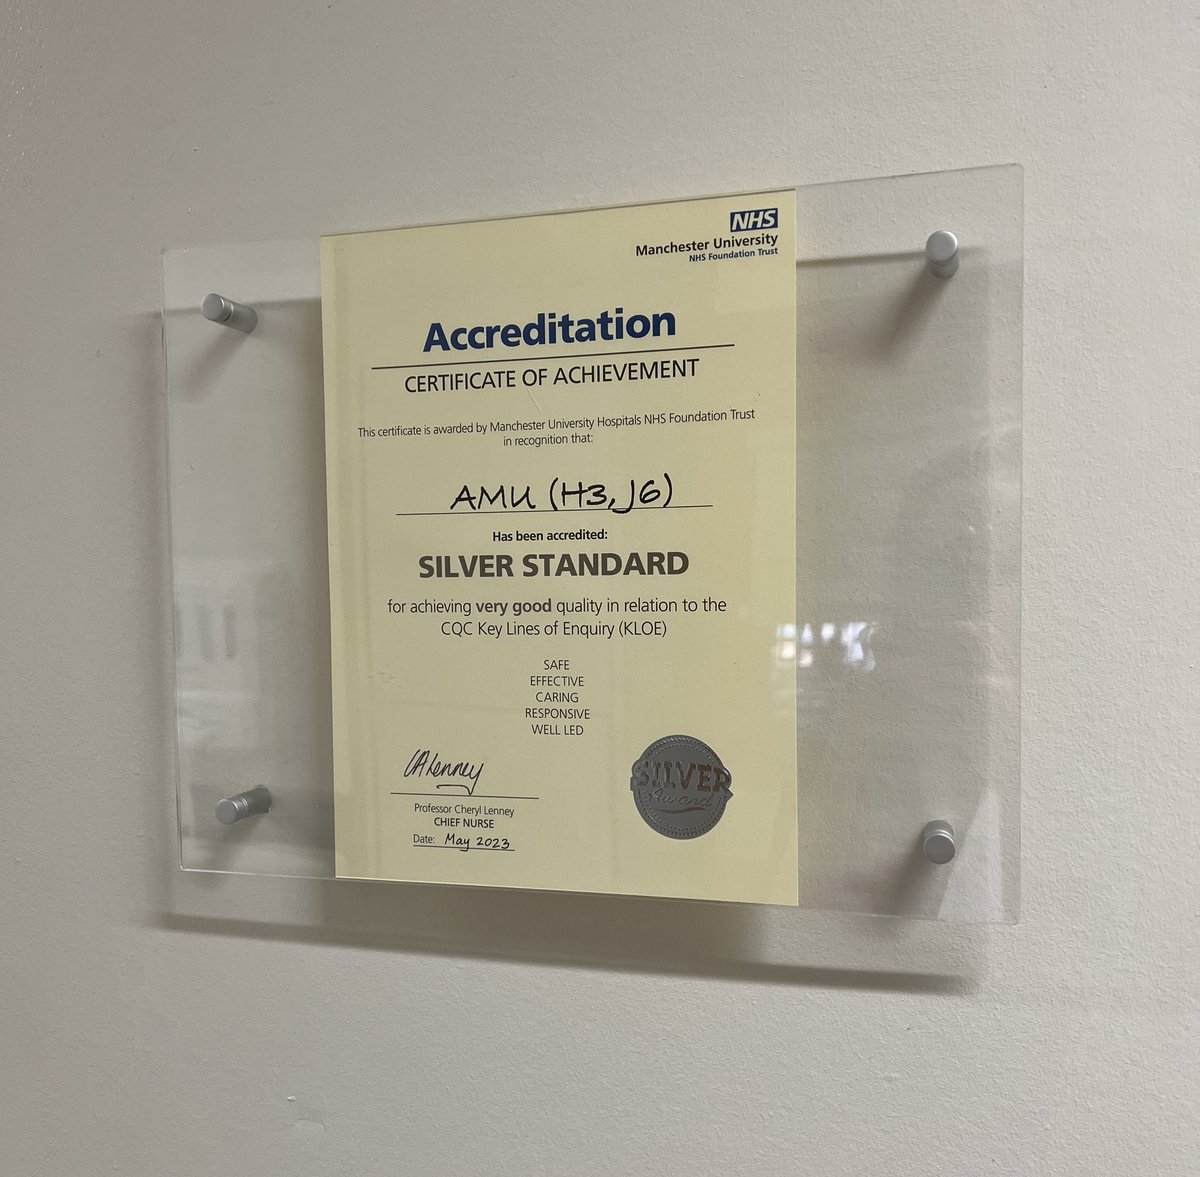 NHS
Manchester University
NHS Foundation Trust
Accreditation
CERTIFICATE OF ACHIEVEMENT
This certificate is awarded by Manchester University Hospitals NHS Foundation Trust
in recognition that:
AMU (H3, J6)
Has been accredited:
SILVER STANDARD
for achieving very good quality in relation to the
CQC Key Lines of Enquiry (KLOE)
SAFE
EFFECTIVE
CARING
RESPONSIVE
WELL LED
CALenney
Professor Cheryl Lenney
CHIEF NURSE
Date: May 2023
SILVER
Award